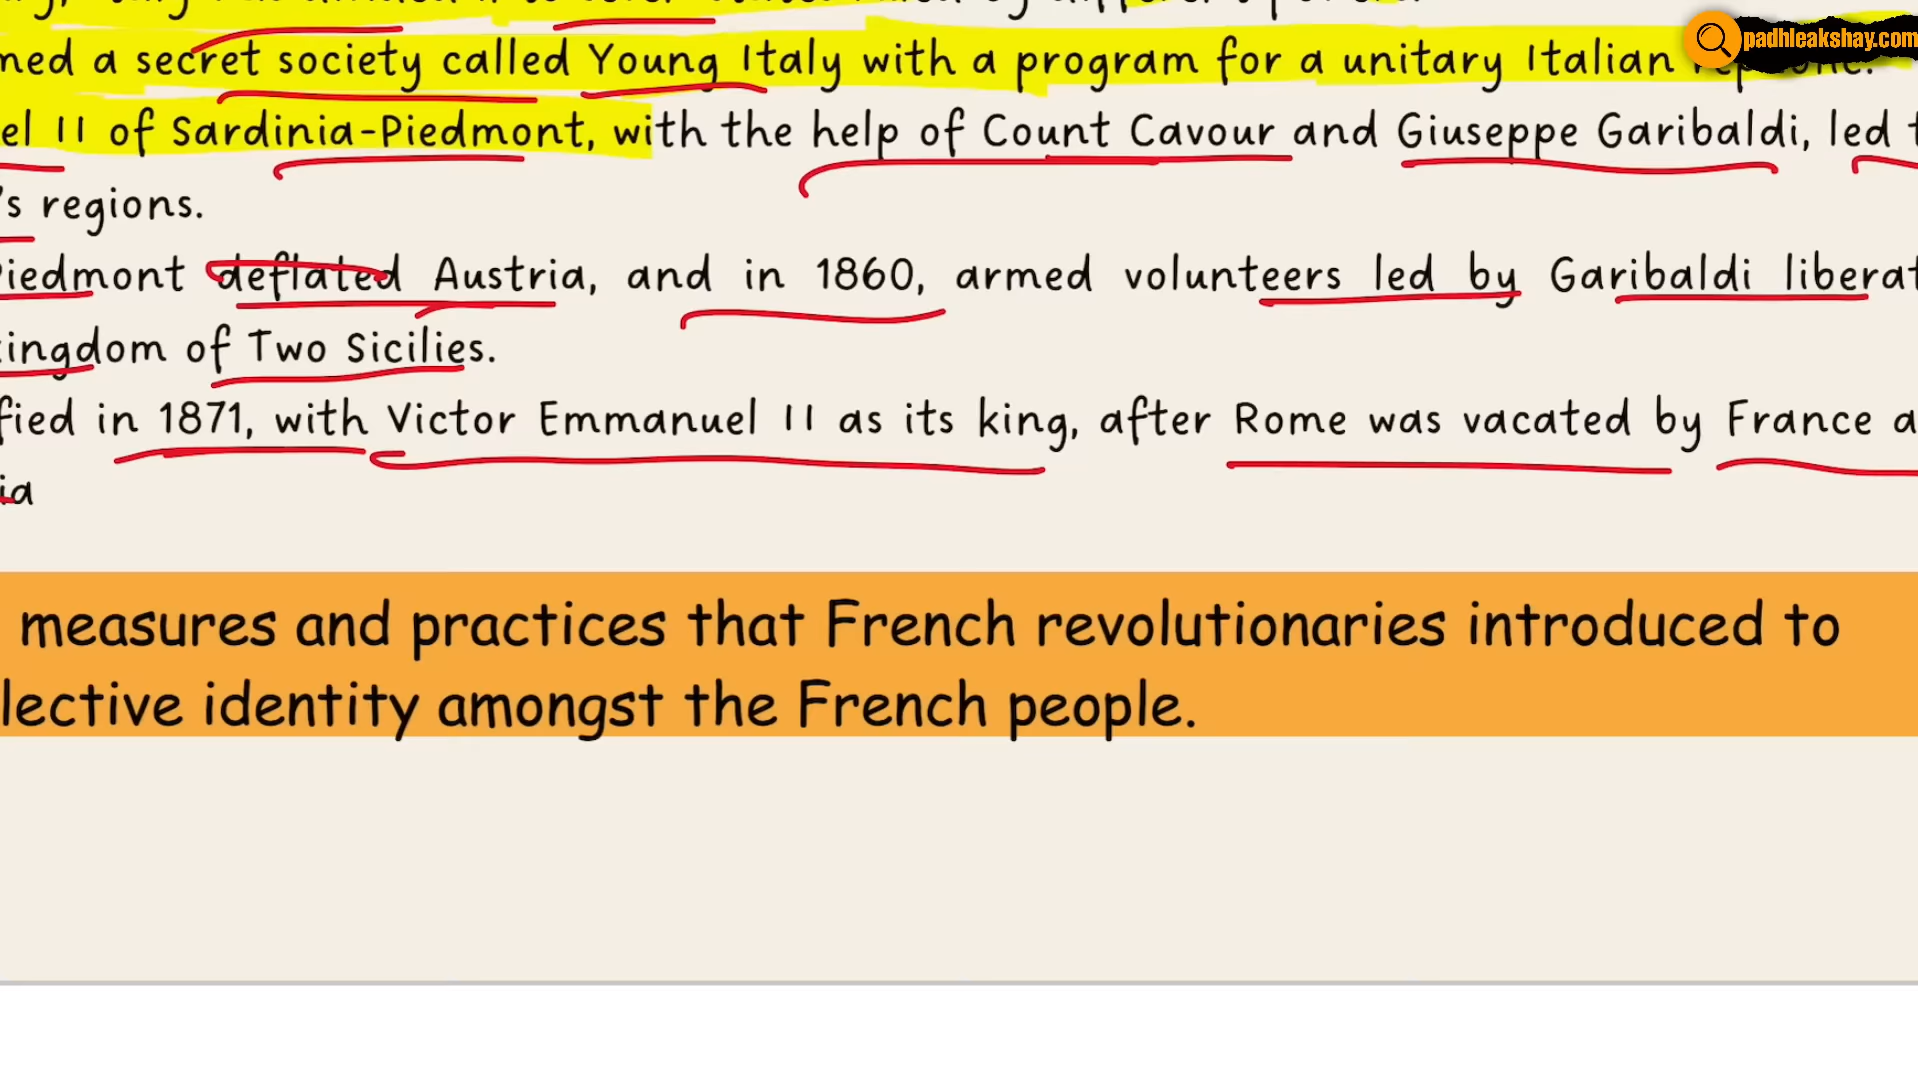 padhleakshay.com
med a secret society called Young Italy with a program for a unitary Italian
el II of Sardinia-Piedmont, with the help of Count Cavour and Giuseppe Garibaldi, led t
's regions.
iedmont deflated Austria, and in 1860, armed volunteers led by Garibaldi liberat
ingdom of Two Sicilies.
fied in 1871, with Victor Emmanuel II as its king, after Rome was vacated by France a
ia
measures and practices that French revolutionaries introduced to
lective identity amongst the French people.